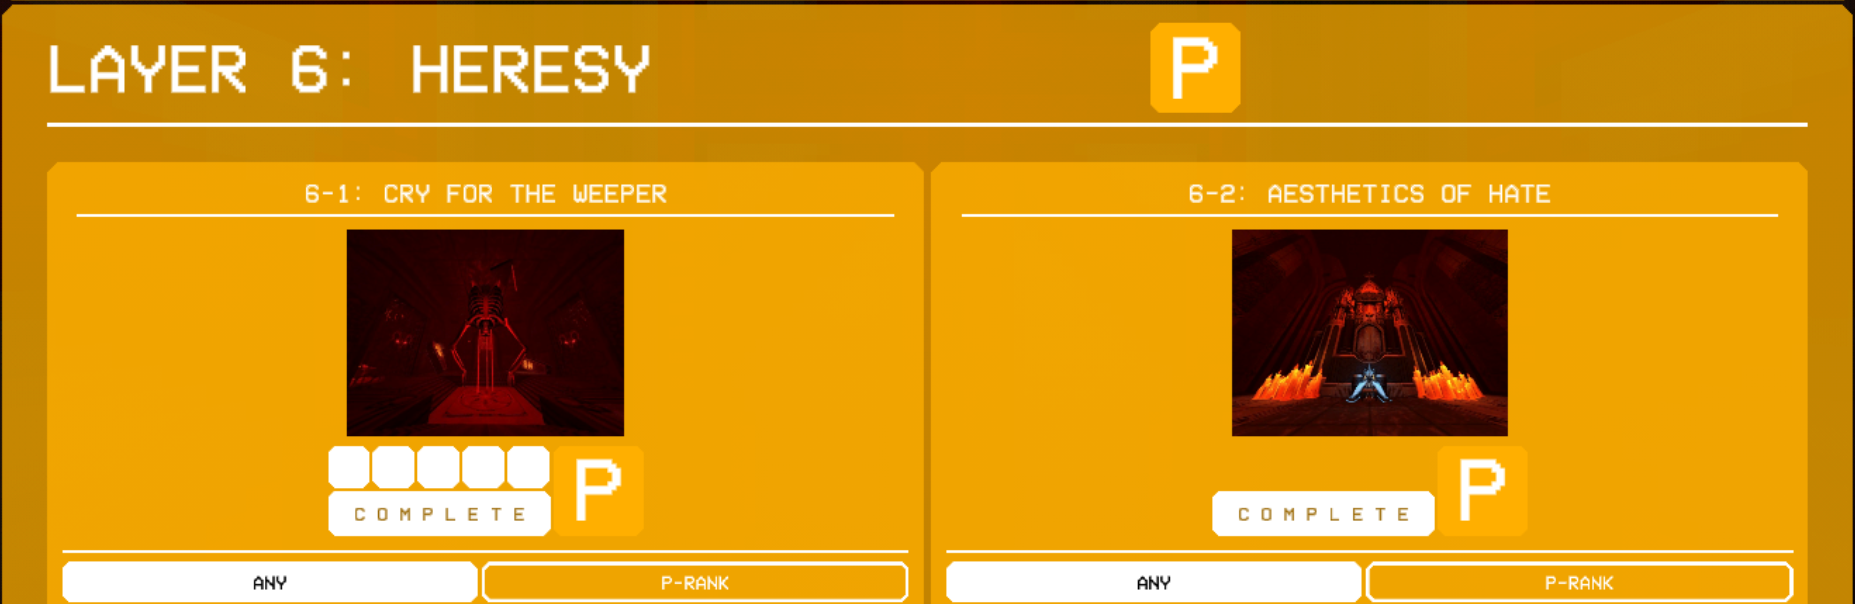 LAYER 6: HERESY
P
6-1: CRY FOR THE WEEPER
P
COMPLETE
ANY
P-RANK
6-2: AESTHETICS OF HATE
P
COMPLETE
ANY
P-RANK